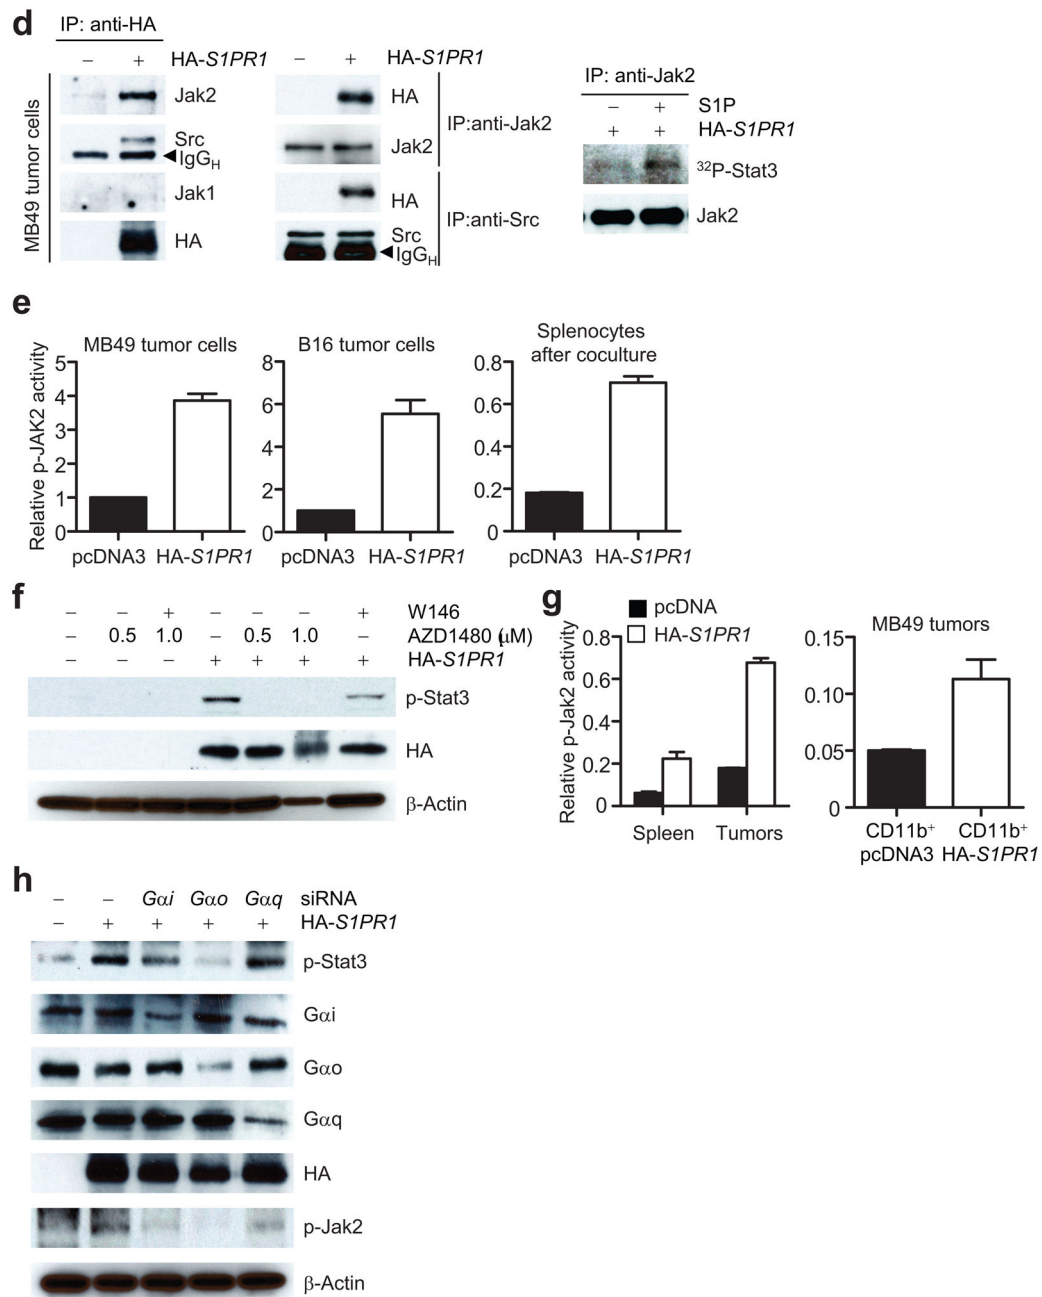 d
IP: anti-HA
– + HA-S1PR1
MB49 tumor cells
Jak2
Src
IgGH
Jak1
HA
– + HA-S1PR1
HA
Jak2
IP:anti-Jak2
HA
Src
IgGH
IP:anti-Src
IP: anti-Jak2
– + S1P
+ + HA-S1PR1
32P-Stat3
Jak2
e
Relative p-JAK2 activity
MB49 tumor cells
5
4
3
2
1
0
pcDNA3 HA-S1PR1
B16 tumor cells
8
6
4
2
0
pcDNA3 HA-S1PR1
Splenocytes
after coculture
0.8
0.6
0.4
0.2
0
pcDNA3 HA-S1PR1
f
– – + – – – + W146
– 0.5 1.0 – 0.5 1.0 – AZD1480 (μM)
– – – + + + + HA-S1PR1
p-Stat3
HA
β-Actin
g
pcDNA
HA-S1PR1
Relative p-Jak2 activity
0.8
0.6
0.4
0.2
0
Spleen Tumors
MB49 tumors
0.15
0.10
0.05
0
CD11b+ CD11b+
pcDNA3 HA-S1PR1
h
– – Gαi Gαo Gαq siRNA
– + + + + HA-S1PR1
p-Stat3
Gαi
Gαo
Gαq
HA
p-Jak2
β-Actin